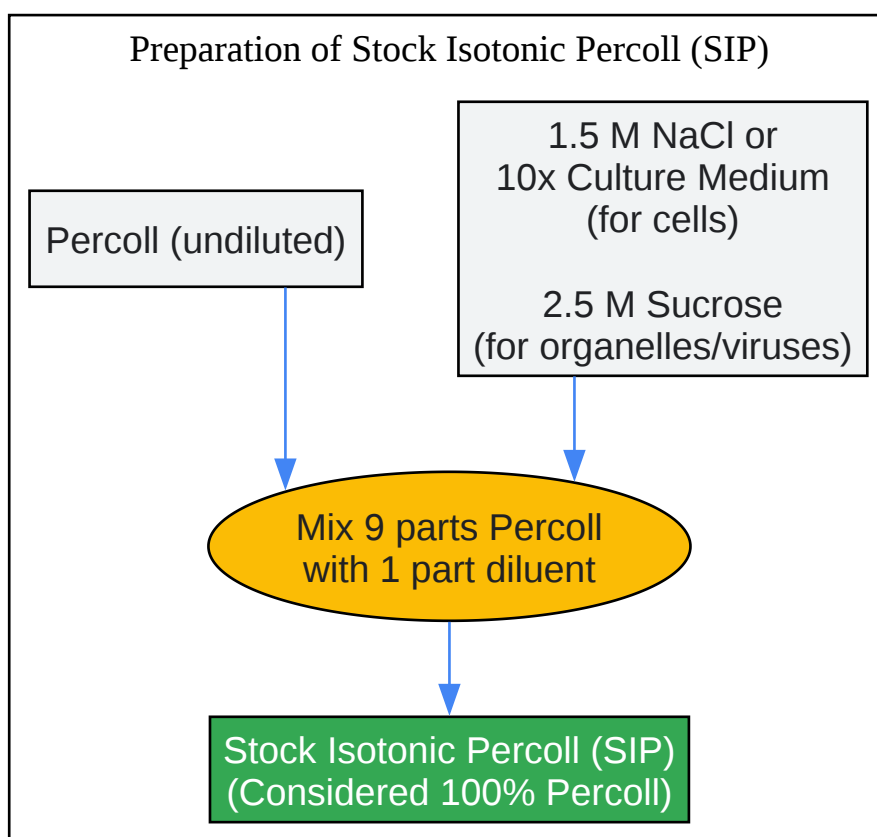 Preparation of Stock Isotonic Percoll (SIP)
Percoll (undiluted)
1.5 M NaCl or
10x Culture Medium
(for cells)
2.5 M Sucrose
(for organelles/viruses)
Mix 9 parts Percoll
with 1 part diluent
Stock Isotonic Percoll (SIP)
(Considered 100% Percoll)